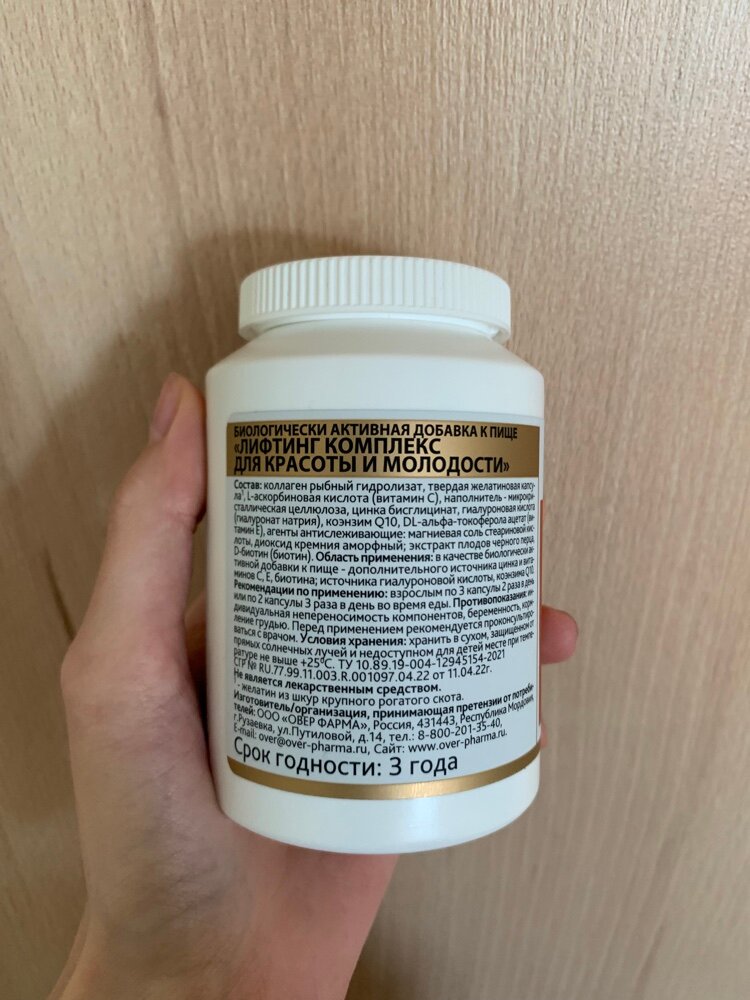 БИОЛОГИЧЕСКИ АКТИВНАЯ ДОБАВКА К ПИЩЕ
«ЛИФТИНГ КОМПЛЕКС
ДЛЯ КРАСОТЫ И МОЛОДОСТИ»
Состав: коллаген рыбный гидролизат, твердая желатиновая капсу-
ла¹, L-аскорбиновая кислота (витамин С), наполнитель - микрокри-
сталлическая целлюлоза, цинка бисглицинат, гиалуроновая кислота
(гиалуронат натрия), коэнзим Q10, DL-альфа-токоферола ацетат (ви-
тамин Е), агенты антислеживающие: магниевая соль стеариновой кис-
лоты, диоксид кремния аморфный; экстракт плодов черного перца,
D-биотин (биотин). Область применения: в качестве биологически ак-
тивной добавки к пище - дополнительного источника цинка и вита-
минов С, Е, биотина; источника гиалуроновой кислоты, коэнзима Q10.
Рекомендации по применению: взрослым по 3 капсулы 2 раза в день
или по 2 капсулы 3 раза в день во время еды. Противопоказания: ин-
дивидуальная непереносимость компонентов, беременность, корм-
ление грудью. Перед применением рекомендуется проконсультиро-
ваться с врачом. Условия хранения: хранить в сухом, защищенном от
прямых солнечных лучей и недоступном для детей месте при темпе-
ратуре не выше +25°С. ТУ 10.89.19-004-12945154-2021
СГР № RU.77.99.11.003.R.001097.04.22 от 11.04.22г.
Не является лекарственным средством.
¹ - желатин из шкур крупного рогатого скота.
Изготовитель/организация, принимающая претензии от потреби-
телей: ООО «ОВЕР ФАРМА», Россия, 431443, Республика Мордовия,
г.Рузаевка, ул.Путиловой, д.14, тел.: 8-800-201-35-40,
E-mail: over@over-pharma.ru, Сайт: www.over-pharma.ru.
Срок годности: 3 года